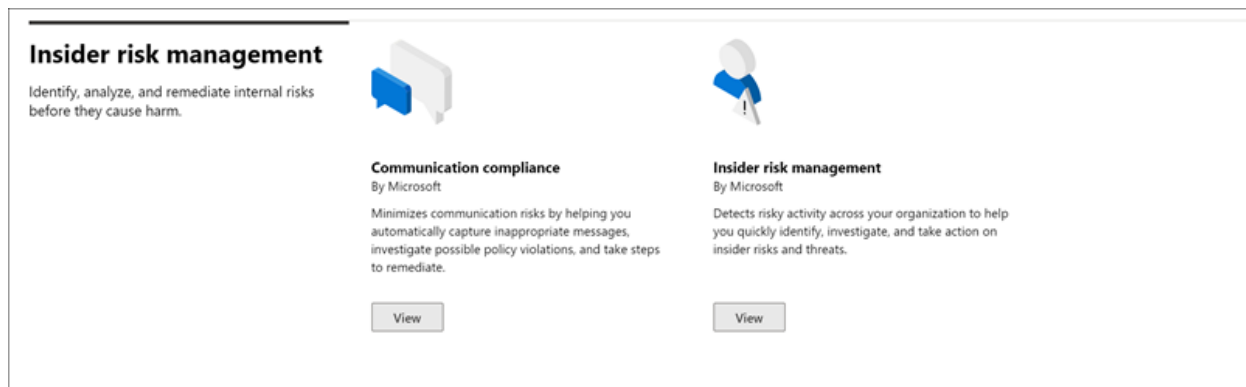 Insider risk management
Identify, analyze, and remediate internal risks
before they cause harm.
Communication compliance
By Microsoft
Minimizes communication risks by helping you
automatically capture inappropriate messages,
investigate possible policy violations, and take steps
to remediate.
View
Insider risk management
By Microsoft
Detects risky activity across your organization to help
you quickly identify, investigate, and take action on
insider risks and threats.
View